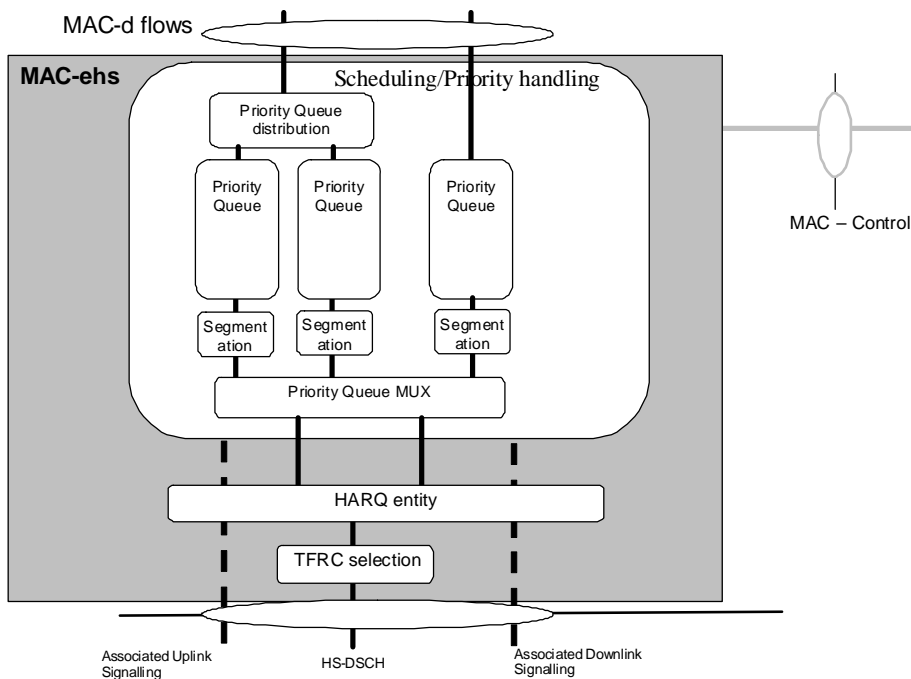 MAC-d flows
MAC-ehs
Scheduling/Priority handling
Priority Queue
distribution
Priority
Queue
Priority
Queue
Priority
Queue
MAC – Control
Segment
ation
Segment
ation
Segment
ation
Priority Queue MUX
HARQ entity
TFRC selection
Associated Uplink
Signalling
HS-DSCH
Associated Downlink
Signalling